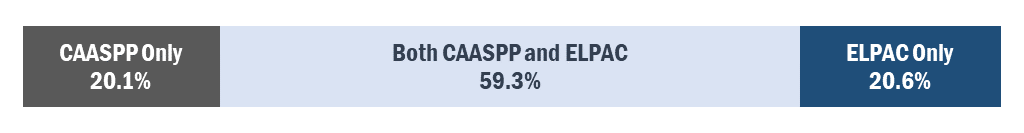 CAASPP Only
20.1%
Both CAASPP and ELPAC
59.3%
ELPAC Only
20.6%